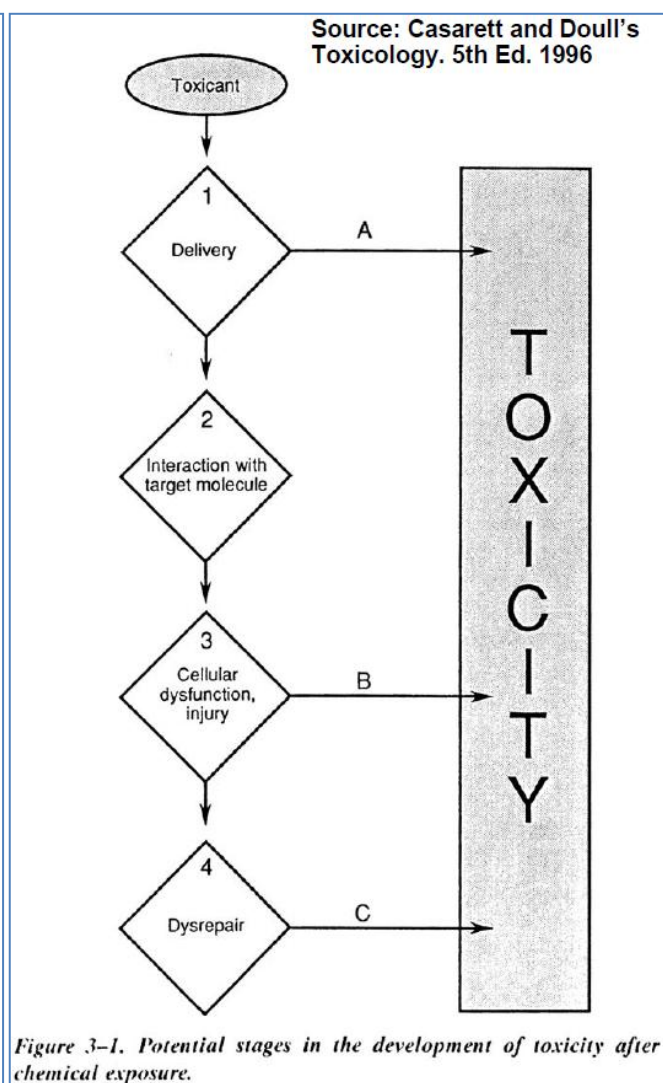 Source: Casarett and Doull's
Toxicology. 5th Ed. 1996
Toxicant
1
Delivery
A
2
Interaction with
target molecule
3
Cellular
dysfunction,
injury
B
4
Dysrepair
C
TOXICITY
Figure 3–1. Potential stages in the development of toxicity after
chemical exposure.